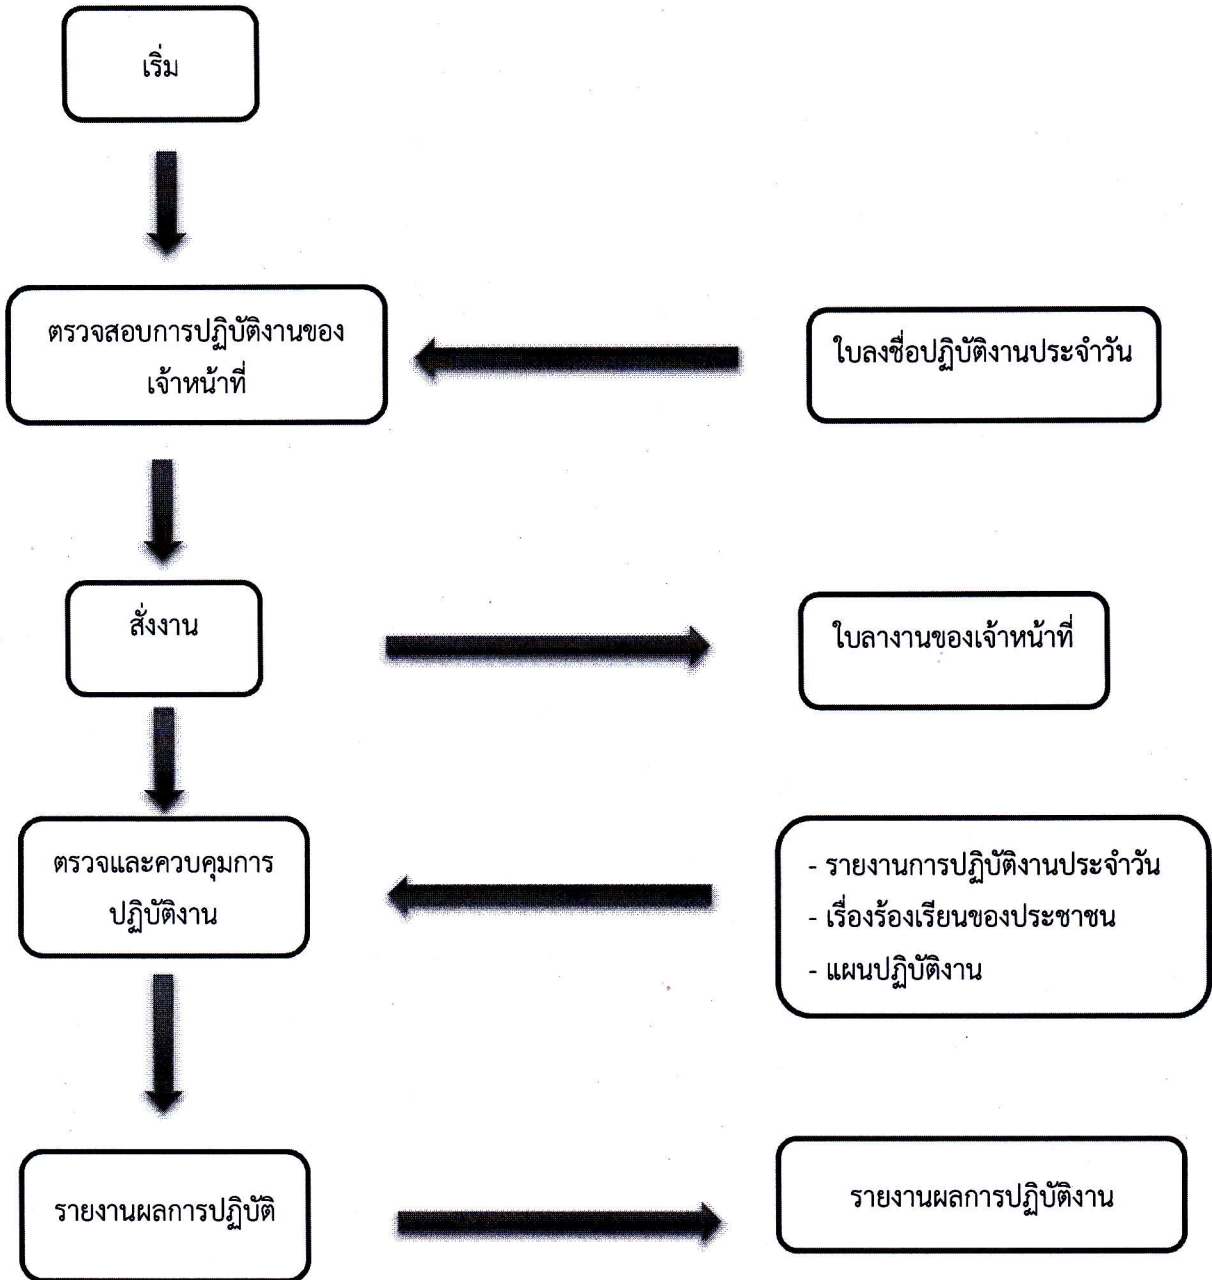 เริ่ม
ตรวจสอบการปฏิบัติงานของ
เจ้าหน้าที่
ใบลงชื่อปฏิบัติงานประจำวัน
สั่งงาน
ใบลางานของเจ้าหน้าที่
ตรวจและควบคุมการ
ปฏิบัติงาน
- รายงานการปฏิบัติงานประจำวัน
- เรื่องร้องเรียนของประชาชน
- แผนปฏิบัติงาน
รายงานผลการปฏิบัติ
รายงานผลการปฏิบัติงาน